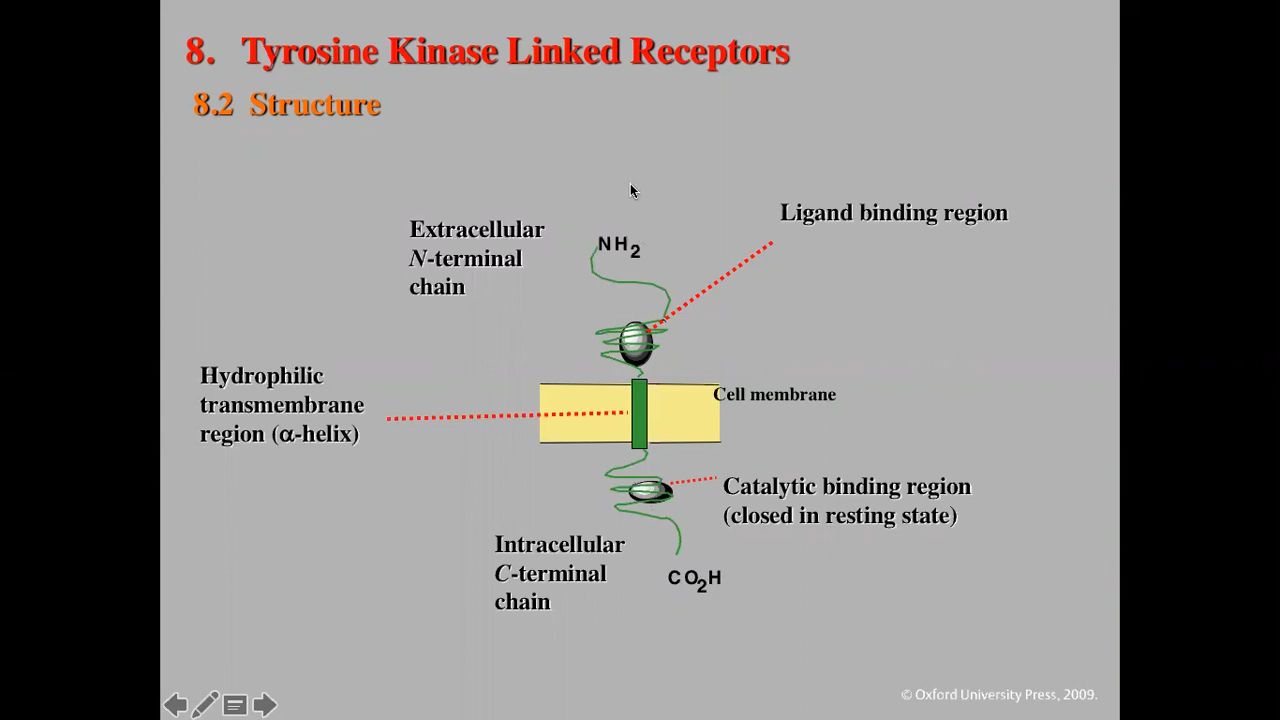 8. Tyrosine Kinase Linked Receptors
8.2 Structure
Extracellular
N-terminal
chain
NH2
Ligand binding region
Hydrophilic
transmembrane
region (α-helix)
Cell membrane
Catalytic binding region
(closed in resting state)
Intracellular
C-terminal
chain
CO2H
© Oxford University Press, 2009.